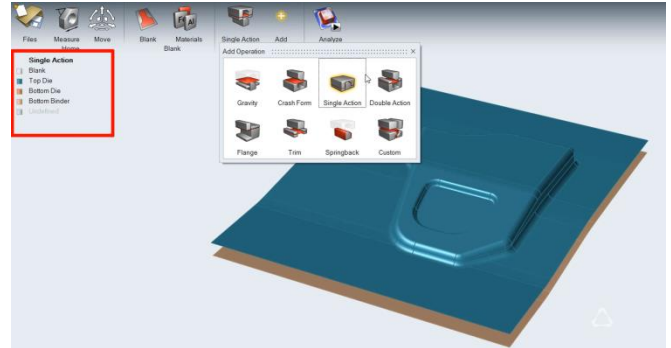 Files Measure Move Blank Materials Single Action Add Analyze
Home Blank
Single Action
Blank
Top Die
Bottom Die
Bottom Binder
Undefined
Add Operation
Gravity Crash Form Single Action Double Action
Flange Trim Springback Custom